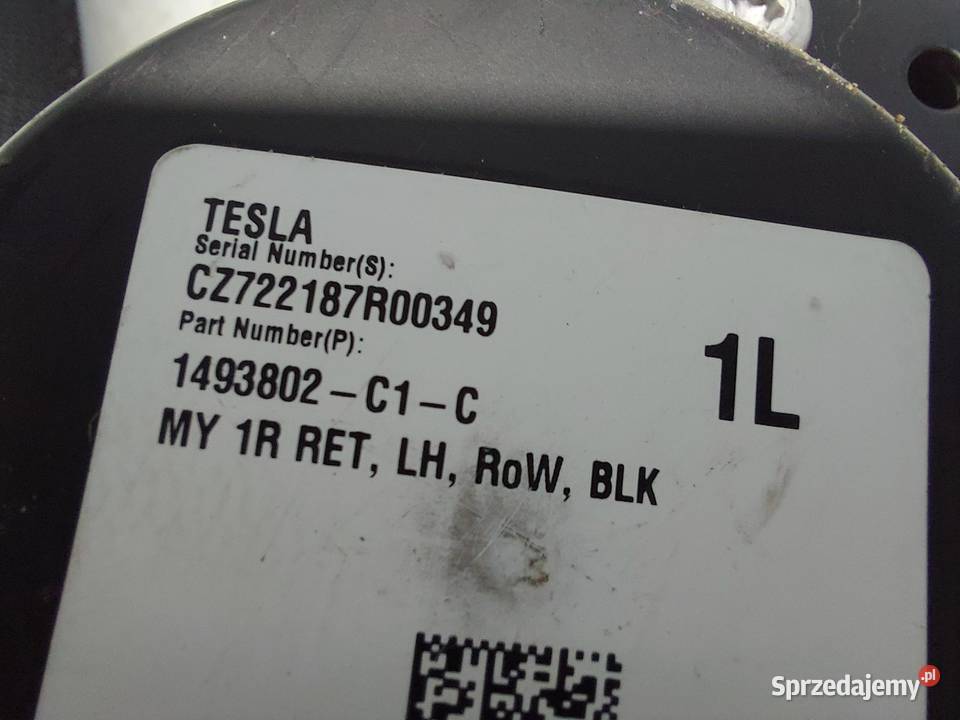 TESLA
Serial Number(S):
CZ722187R00349
Part Number(P):
1493802-C1-C
1L
MY 1R RET, LH, RoW, BLK
Sprzedajemy.pl